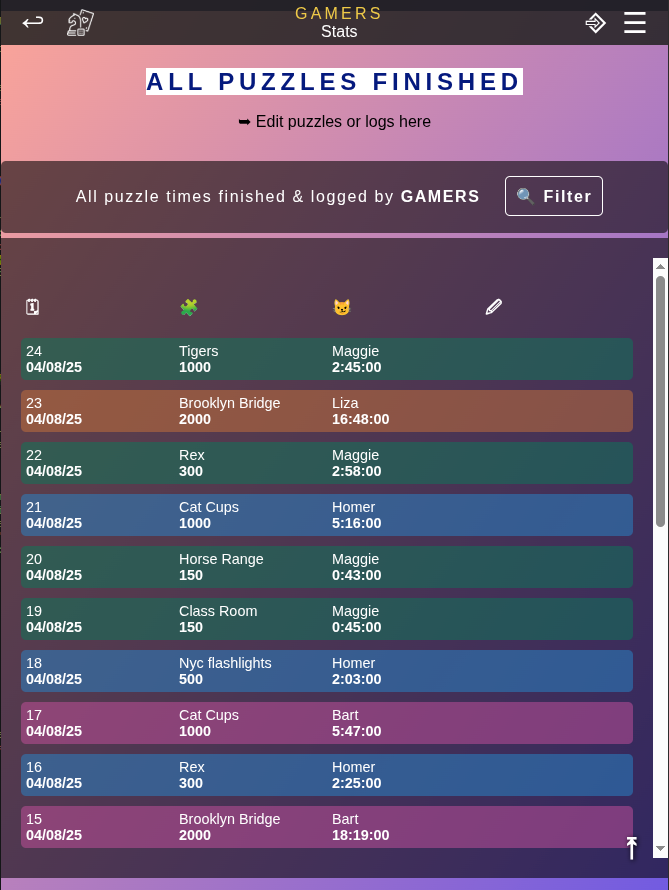 GAMERS
Stats
ALL PUZZLES FINISHED
➥ Edit puzzles or logs here
All puzzle times finished & logged by GAMERS
🔍 Filter
24 Tigers Maggie
04/08/25 1000 2:45:00
23 Brooklyn Bridge Liza
04/08/25 2000 16:48:00
22 Rex Maggie
04/08/25 300 2:58:00
21 Cat Cups Homer
04/08/25 1000 5:16:00
20 Horse Range Maggie
04/08/25 150 0:43:00
19 Class Room Maggie
04/08/25 150 0:45:00
18 Nyc flashlights Homer
04/08/25 500 2:03:00
17 Cat Cups Bart
04/08/25 1000 5:47:00
16 Rex Homer
04/08/25 300 2:25:00
15 Brooklyn Bridge Bart
04/08/25 2000 18:19:00